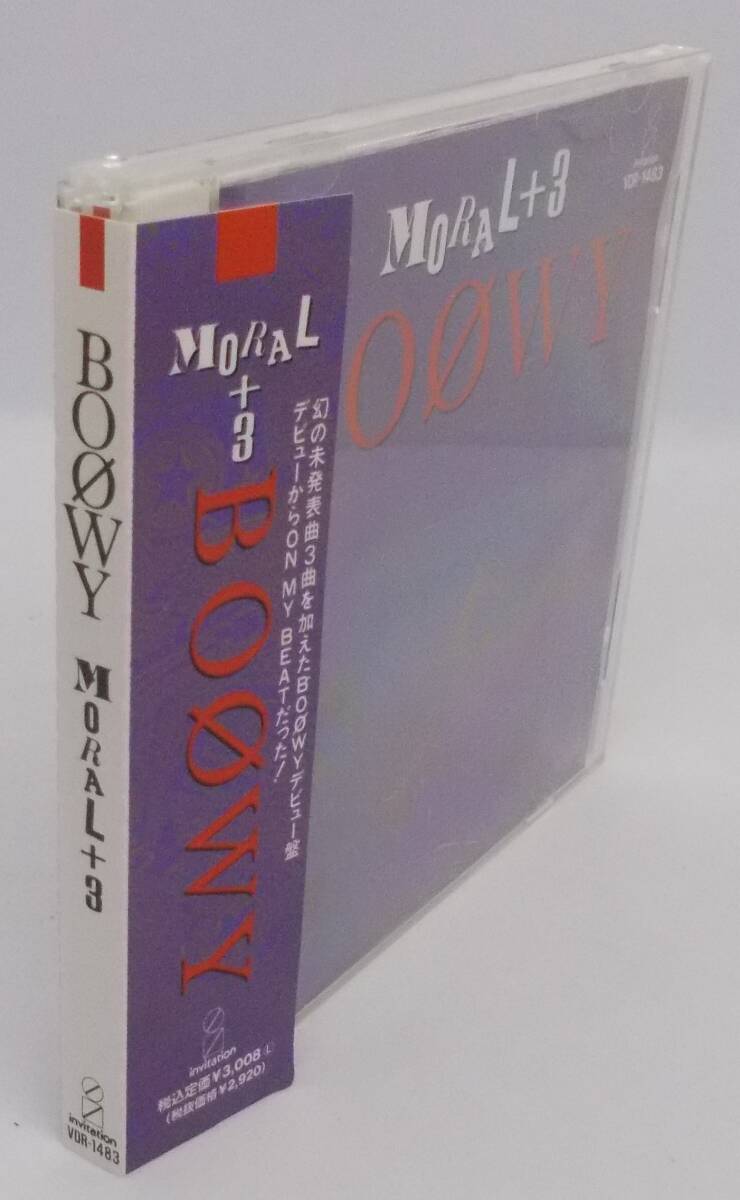 BOØWY
MORAL+3
invitation
VDR-1483
MORAL
+
3
BOØWY
幻の未発表曲3曲を加えたBOØWYデビュー盤
デビューからON MY BEATだった!
invitation
税込定価¥3,008(L)
(税抜価格¥2,920)
MORAL+3
OØWY
invitation
VDR-1483